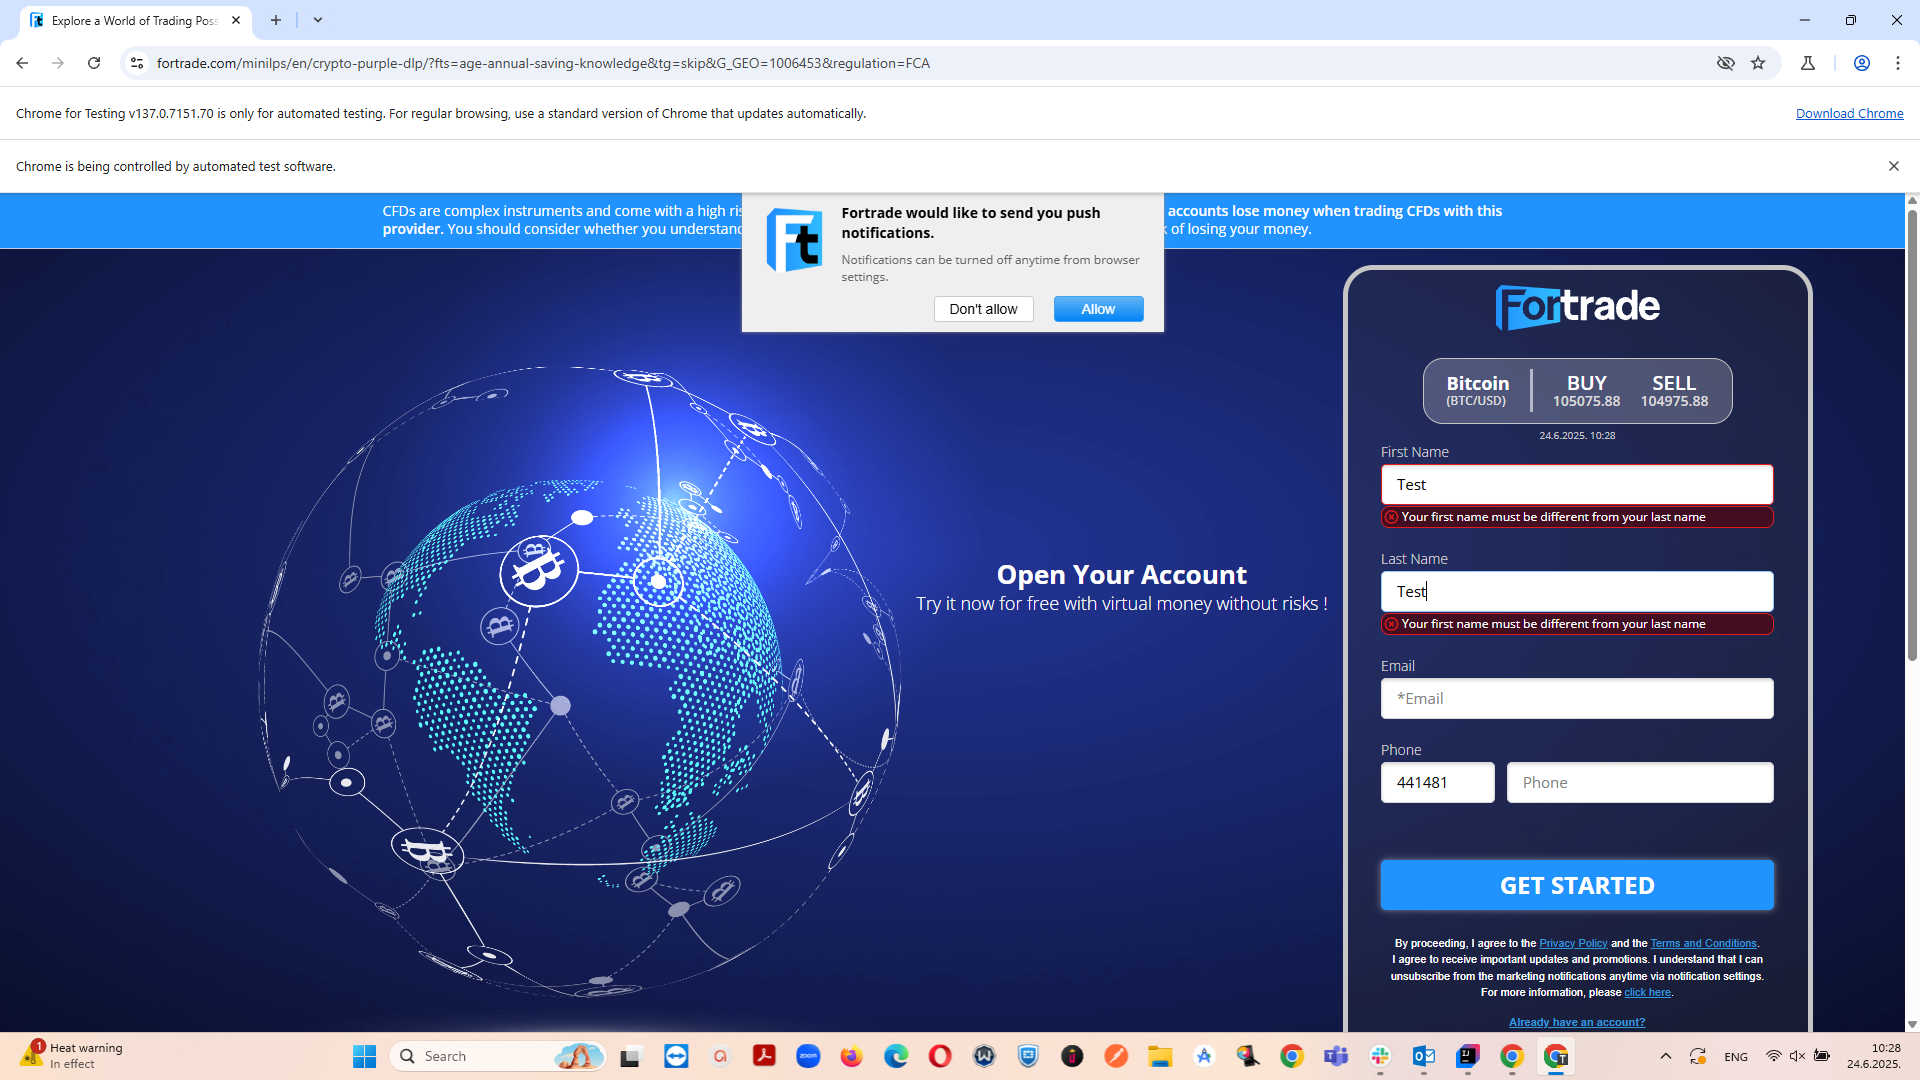 Explore a World of Trading Poss
fortrade.com/minilps/en/crypto-purple-dlp/?fts=age-annual-saving-knowledge&tg=skip&G_GEO=1006453&regulation=FCA
Chrome for Testing v137.0.7151.70 is only for automated testing. For regular browsing, use a standard version of Chrome that updates automatically.
Download Chrome
Chrome is being controlled by automated test software.
CFDs are complex instruments and come with a high ris
accounts lose money when trading CFDs with this
provider. You should consider whether you understand
of losing your money.
Ft
Fortrade would like to send you push
notifications.
Notifications can be turned off anytime from browser
settings.
Don't allow
Allow
Fortrade
Bitcoin
(BTC/USD)
BUY
105075.88
SELL
104975.88
24.6.2025. 10:28
First Name
Test
Your first name must be different from your last name
Last Name
Test
Your first name must be different from your last name
Email
*Email
Phone
441481
Phone
Open Your Account
Try it now for free with virtual money without risks !
GET STARTED
By proceeding, I agree to the Privacy Policy and the Terms and Conditions.
I agree to receive important updates and promotions. I understand that I can
unsubscribe from the marketing notifications anytime via notification settings.
For more information, please click here.
Already have an account?
1
Heat warning
In effect
Search
zoom
ENG
10:28
24.6.2025.